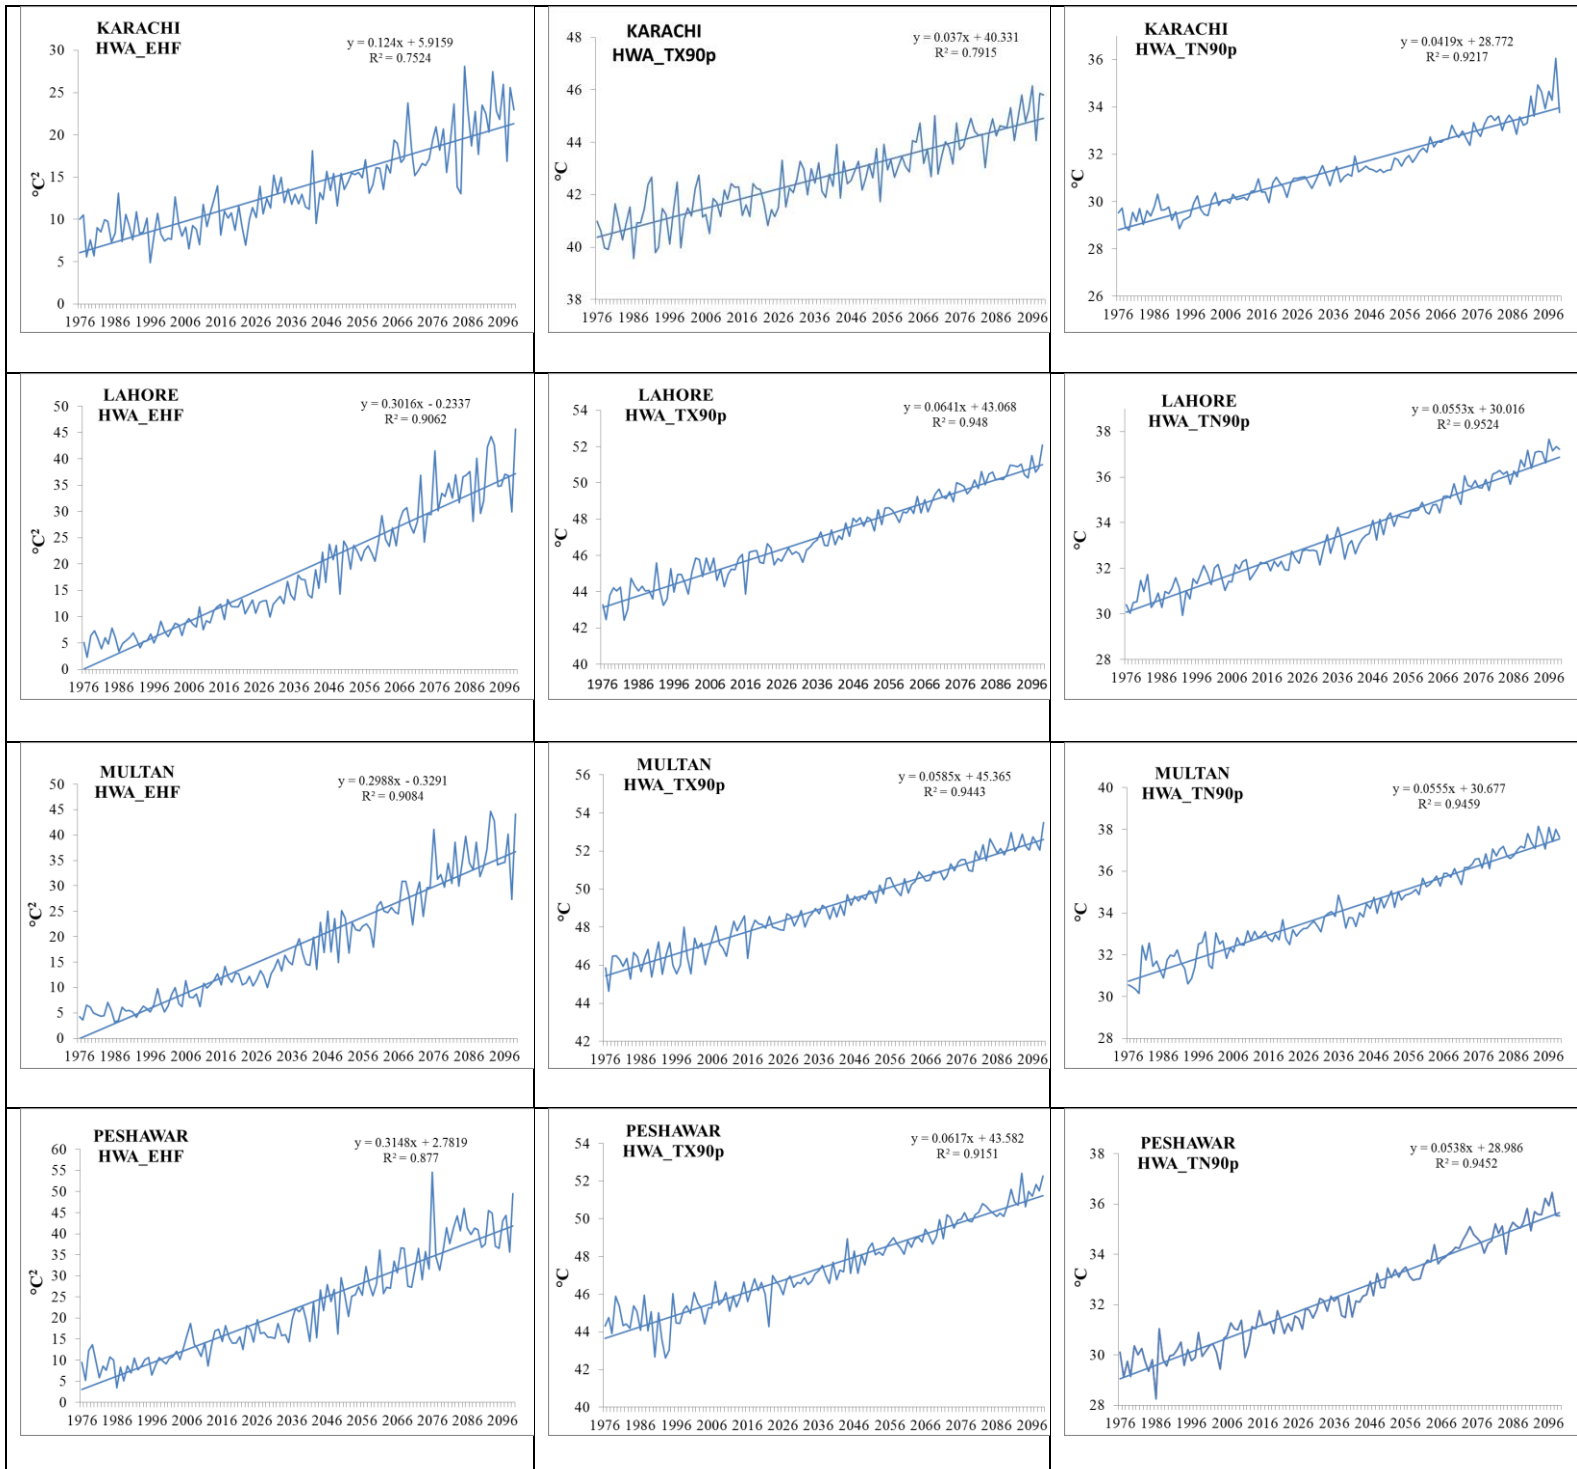 KARACHI
HWA_EHF
y = 0.124x + 5.9159
R² = 0.7524
30
25
20
15
10
5
0
°C²
1976 1986 1996 2006 2016 2026 2036 2046 2056 2066 2076 2086 2096
KARACHI
HWA_TX90p
y = 0.037x + 40.331
R² = 0.7915
48
46
44
42
40
38
°C
1976 1986 1996 2006 2016 2026 2036 2046 2056 2066 2076 2086 2096
KARACHI
HWA_TN90p
y = 0.0419x + 28.772
R² = 0.9217
36
34
32
30
28
26
°C
1976 1986 1996 2006 2016 2026 2036 2046 2056 2066 2076 2086 2096
LAHORE
HWA_EHF
y = 0.3016x - 0.2337
R² = 0.9062
50
45
40
35
30
25
20
15
10
5
0
°C²
1976 1986 1996 2006 2016 2026 2036 2046 2056 2066 2076 2086 2096
LAHORE
HWA_TX90p
y = 0.0641x + 43.068
R² = 0.948
54
52
50
48
46
44
42
40
°C
1976 1986 1996 2006 2016 2026 2036 2046 2056 2066 2076 2086 2096
LAHORE
HWA_TN90p
y = 0.0553x + 30.016
R² = 0.9524
38
36
34
32
30
28
°C
1976 1986 1996 2006 2016 2026 2036 2046 2056 2066 2076 2086 2096
MULTAN
HWA_EHF
y = 0.2988x - 0.3291
R² = 0.9084
50
45
40
35
30
25
20
15
10
5
0
°C²
1976 1986 1996 2006 2016 2026 2036 2046 2056 2066 2076 2086 2096
MULTAN
HWA_TX90p
y = 0.0585x + 45.365
R² = 0.9443
56
54
52
50
48
46
44
42
°C
1976 1986 1996 2006 2016 2026 2036 2046 2056 2066 2076 2086 2096
MULTAN
HWA_TN90p
y = 0.0555x + 30.677
R² = 0.9459
40
38
36
34
32
30
28
°C
1976 1986 1996 2006 2016 2026 2036 2046 2056 2066 2076 2086 2096
PESHAWAR
HWA_EHF
y = 0.3148x + 2.7819
R² = 0.877
60
55
50
45
40
35
30
25
20
15
10
5
0
°C²
1976 1986 1996 2006 2016 2026 2036 2046 2056 2066 2076 2086 2096
PESHAWAR
HWA_TX90p
y = 0.0617x + 43.582
R² = 0.9151
54
52
50
48
46
44
42
40
°C
1976 1986 1996 2006 2016 2026 2036 2046 2056 2066 2076 2086 2096
PESHAWAR
HWA_TN90p
y = 0.0538x + 28.986
R² = 0.9452
38
36
34
32
30
28
°C
1976 1986 1996 2006 2016 2026 2036 2046 2056 2066 2076 2086 2096